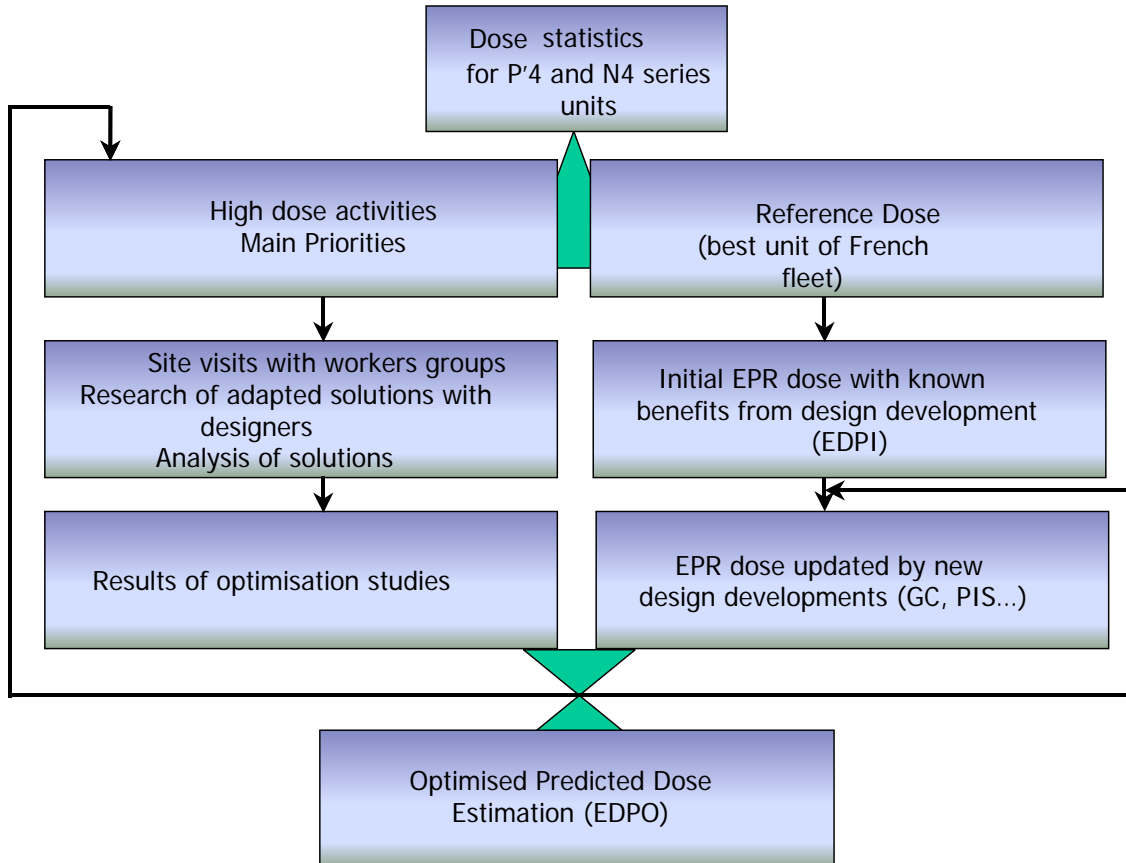 Dose statistics
for P'4 and N4 series
units
High dose activities
Main Priorities
Reference Dose
(best unit of French
fleet)
Site visits with workers groups
Research of adapted solutions with
designers
Analysis of solutions
Initial EPR dose with known
benefits from design development
(EDPI)
Results of optimisation studies
EPR dose updated by new
design developments (GC, PIS...)
Optimised Predicted Dose
Estimation (EDPO)